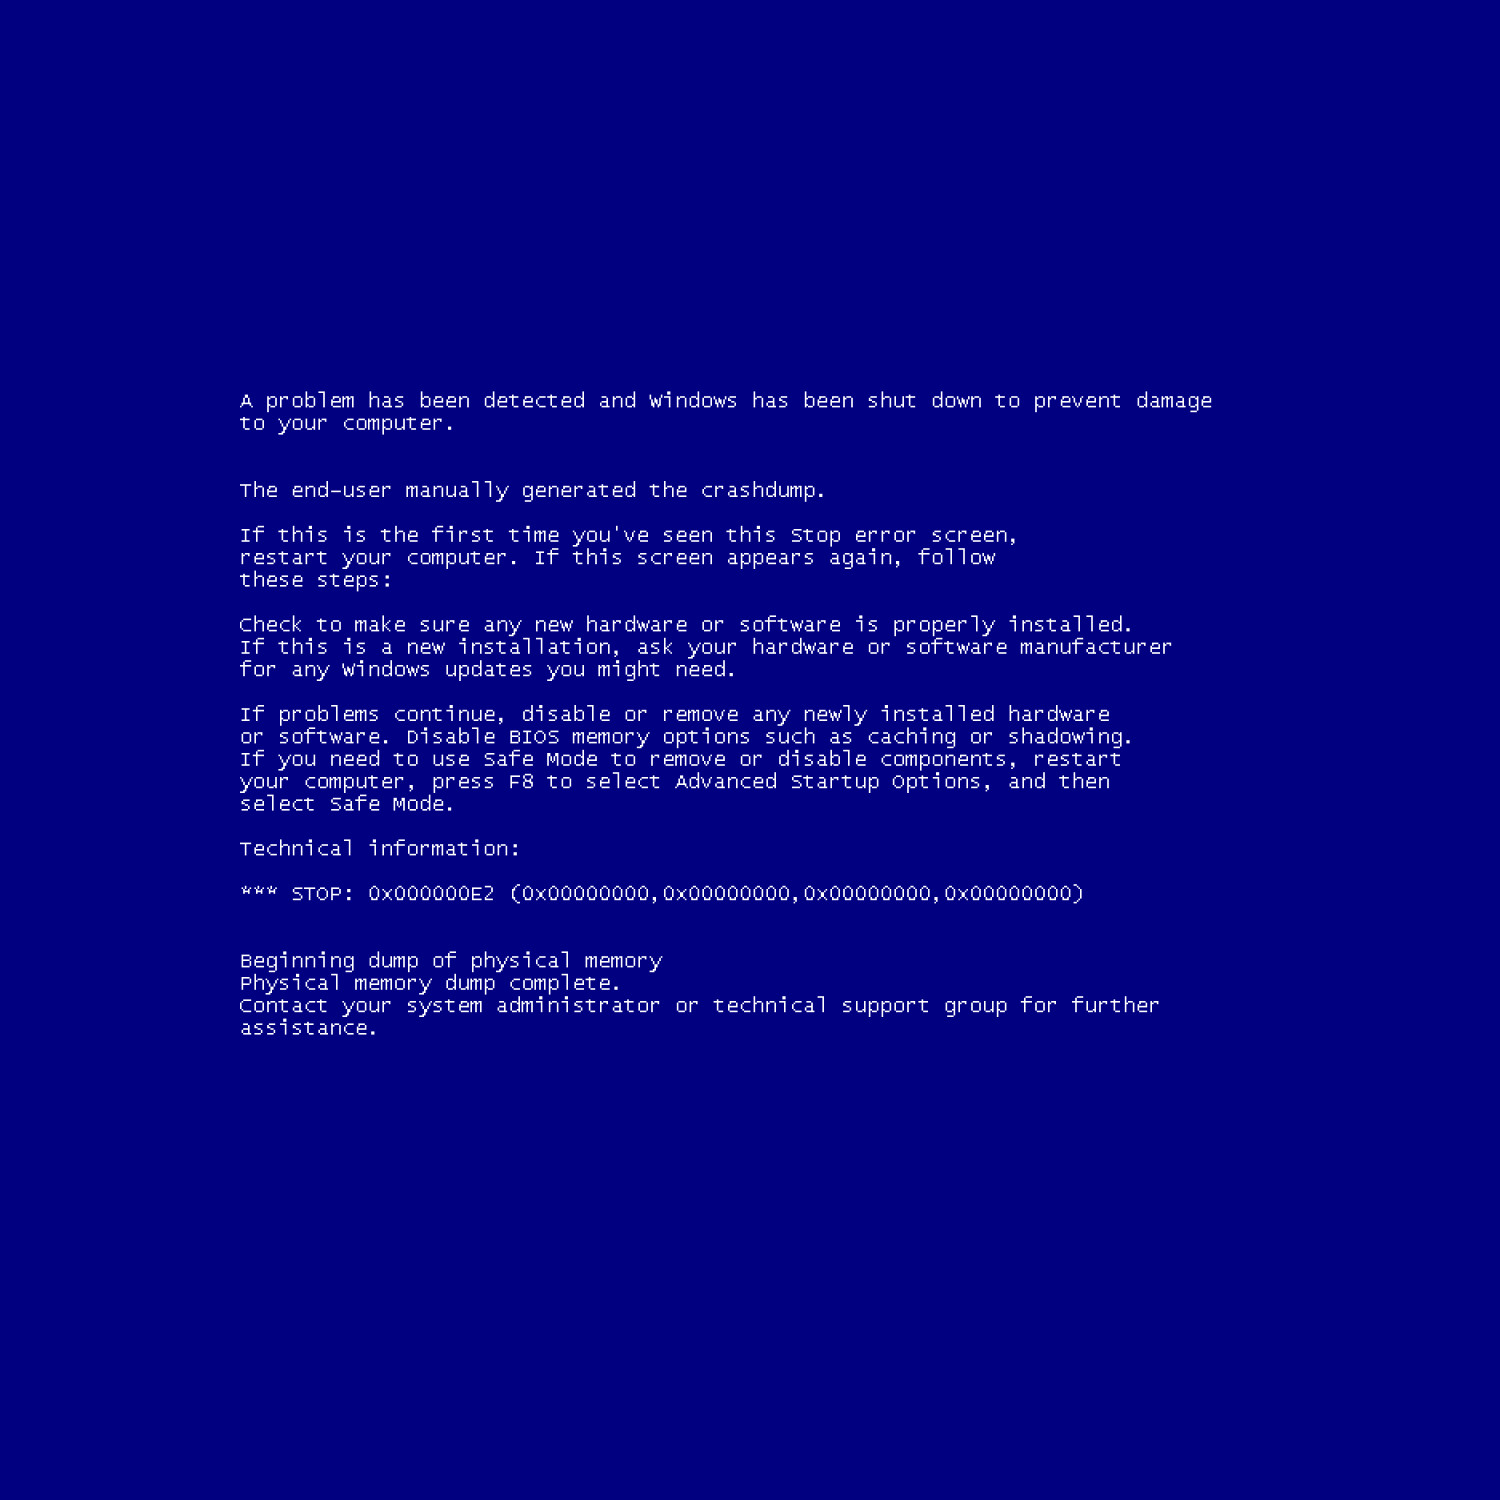 A problem has been detected and Windows has been shut down to prevent damage
to your computer.
The end-user manually generated the crashdump.
If this is the first time you've seen this Stop error screen,
restart your computer. If this screen appears again, follow
these steps:
Check to make sure any new hardware or software is properly installed.
If this is a new installation, ask your hardware or software manufacturer
for any Windows updates you might need.
If problems continue, disable or remove any newly installed hardware
or software. Disable BIOS memory options such as caching or shadowing.
If you need to use Safe Mode to remove or disable components, restart
your computer, press F8 to select Advanced Startup Options, and then
select Safe Mode.
Technical information:
*** STOP: 0x000000E2 (0x00000000,0x00000000,0x00000000,0x00000000)
Beginning dump of physical memory
Physical memory dump complete.
Contact your system administrator or technical support group for further
assistance.